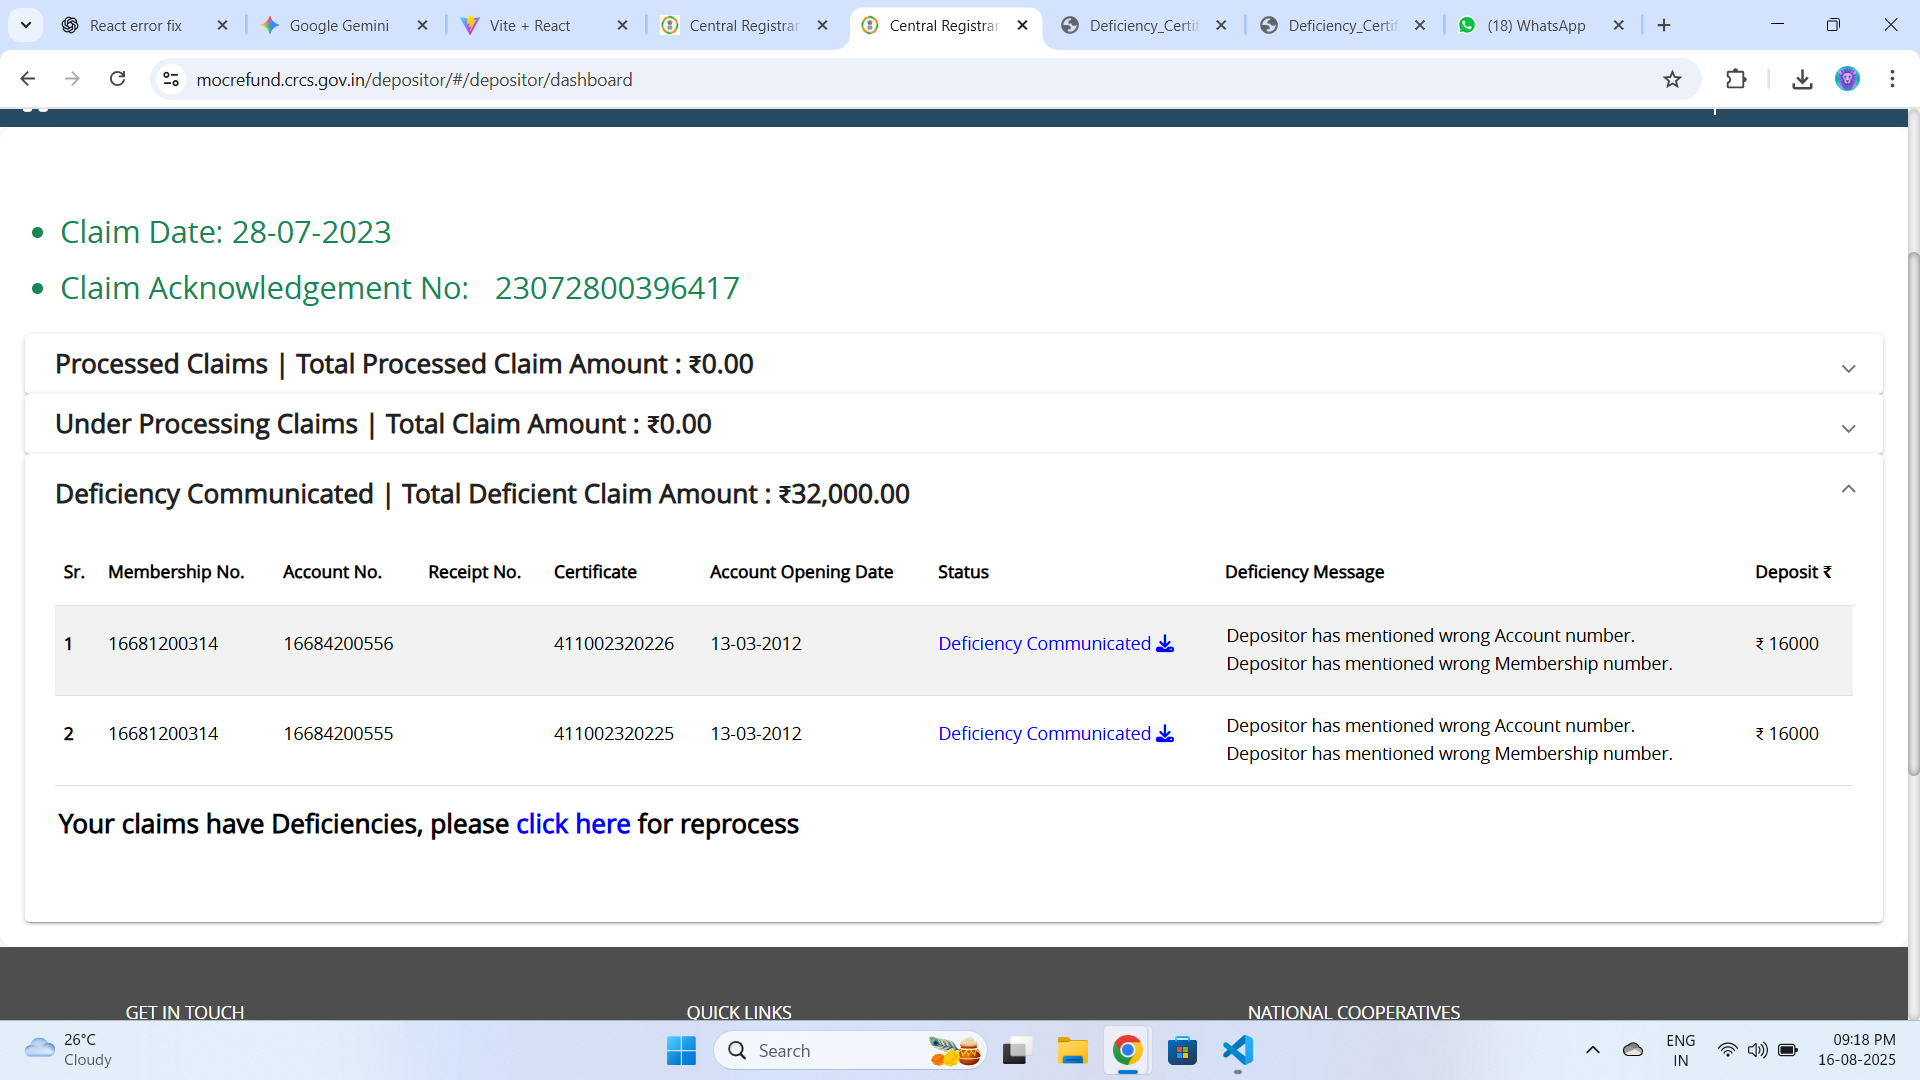 React error fix
Google Gemini
Vite + React
Central Registrar
Central Registrar
Deficiency_Certif
Deficiency_Certif
(18) WhatsApp
mocrefund.crcs.gov.in/depositor/#/depositor/dashboard
Claim Date: 28-07-2023
Claim Acknowledgement No: 23072800396417
Processed Claims | Total Processed Claim Amount : ₹0.00
Under Processing Claims | Total Claim Amount : ₹0.00
Deficiency Communicated | Total Deficient Claim Amount : ₹32,000.00
Sr. Membership No. Account No. Receipt No. Certificate Account Opening Date Status Deficiency Message Deposit ₹
1 16681200314 16684200556 411002320226 13-03-2012 Deficiency Communicated Depositor has mentioned wrong Account number. ₹ 16000
Depositor has mentioned wrong Membership number.
2 16681200314 16684200555 411002320225 13-03-2012 Deficiency Communicated Depositor has mentioned wrong Account number. ₹ 16000
Depositor has mentioned wrong Membership number.
Your claims have Deficiencies, please click here for reprocess
GET IN TOUCH
QUICK LINKS
NATIONAL COOPERATIVES
26°C
Cloudy
Search
ENG
IN
09:18 PM
16-08-2025